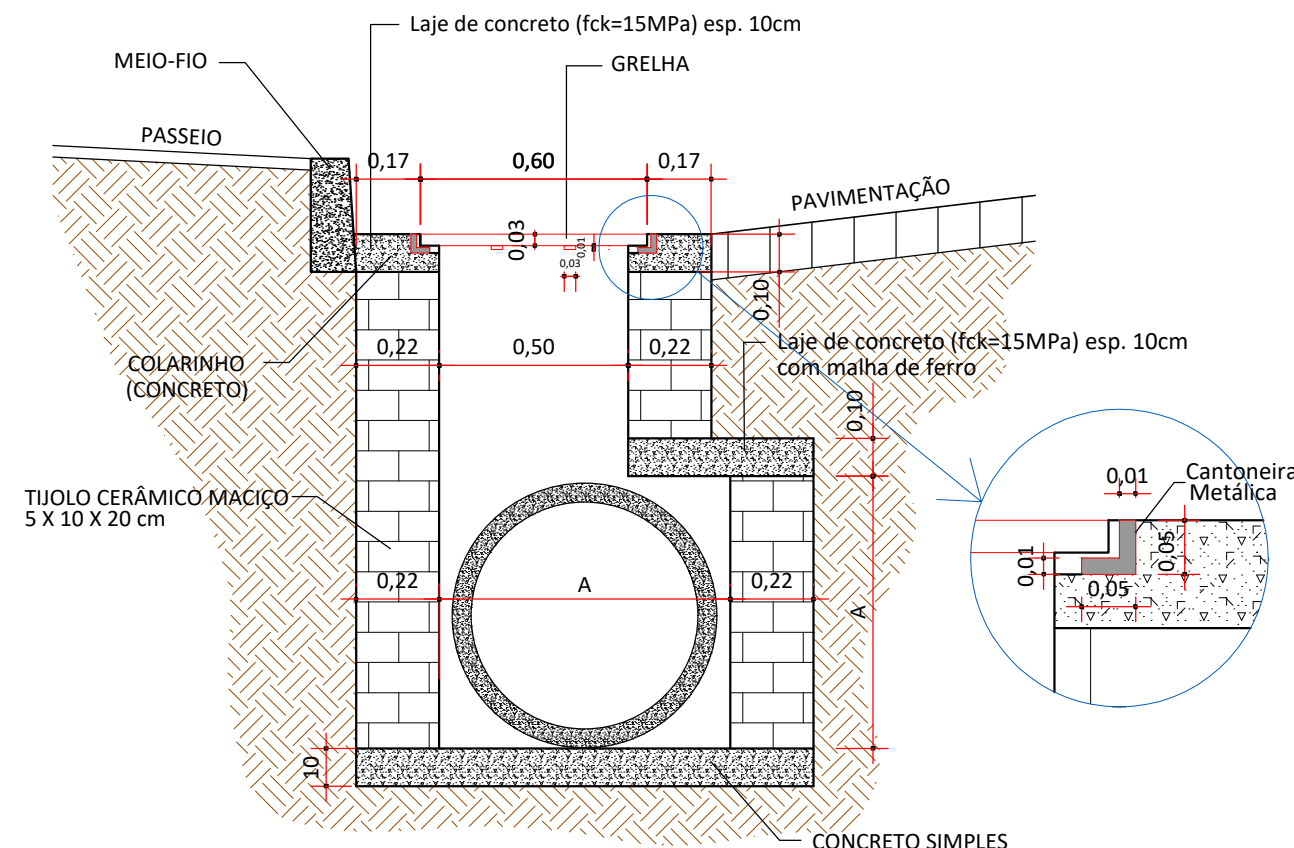 Laje de concreto (fck=15MPa) esp. 10cm
MEIO-FIO
GRELHA
PASSEIO
0,17
0,60
0,17
PAVIMENTAÇÃO
0,03
0,01
0,03
0,10
COLARINHO
(CONCRETO)
0,22
0,50
0,22
Laje de concreto (fck=15MPa) esp. 10cm
com malha de ferro
0,10
TIJOLO CERÂMICO MACIÇO
5 X 10 X 20 cm
0,22
A
0,22
A
0,01
Cantoneira
Metálica
0,01
0,05
0,05
10
CONCRETO SIMPLES